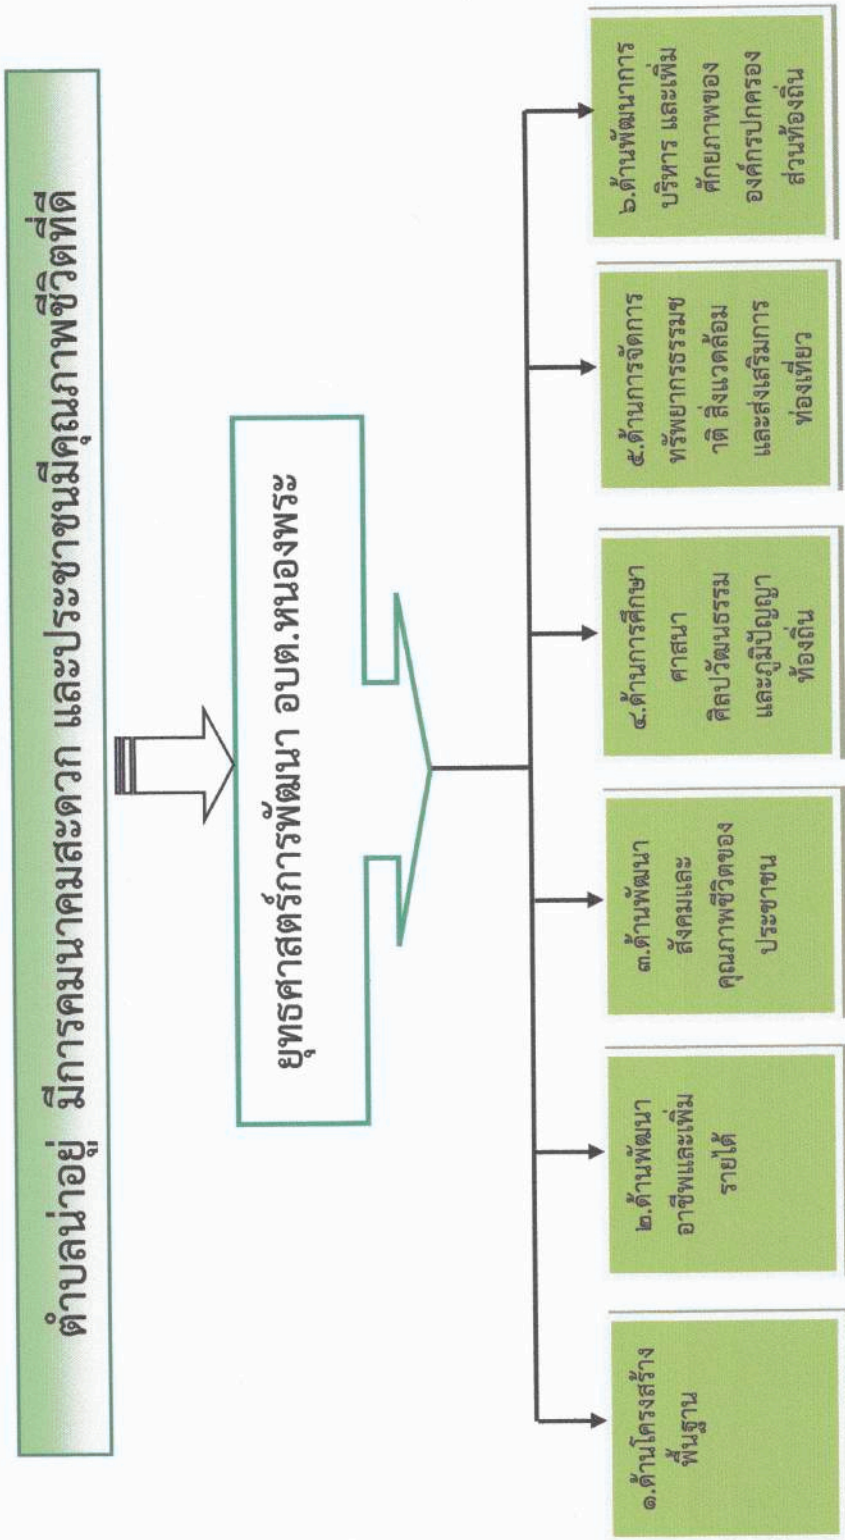 ตำบลน่าอยู่ มีการคมนาคมสะดวก และประชาชนมีคุณภาพชีวิตที่ดี
ยุทธศาสตร์การพัฒนา อบต.หนองพระ
๑.ด้านโครงสร้าง
พื้นฐาน
๒.ด้านพัฒนา
อาชีพและเพิ่ม
รายได้
๓.ด้านพัฒนา
สังคมและ
คุณภาพชีวิตของ
ประชาชน
๔.ด้านการศึกษา
ศาสนา
ศิลปวัฒนธรรม
และภูมิปัญญา
ท้องถิ่น
๕.ด้านการจัดการ
ทรัพยากรธรรมช
าติ สิ่งแวดล้อม
และส่งเสริมการ
ท่องเที่ยว
๖.ด้านพัฒนาการ
บริหาร และเพิ่ม
ศักยภาพของ
องค์กรปกครอง
ส่วนท้องถิ่น